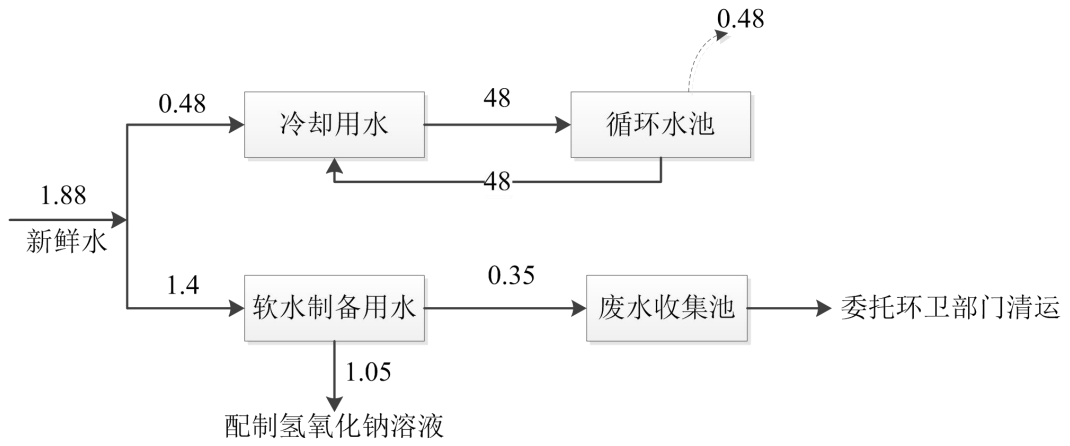 0.48
0.48
冷却用水
48
循环水池
48
1.88
新鲜水
1.4
软水制备用水
0.35
废水收集池
委托环卫部门清运
1.05
配制氢氧化钠溶液